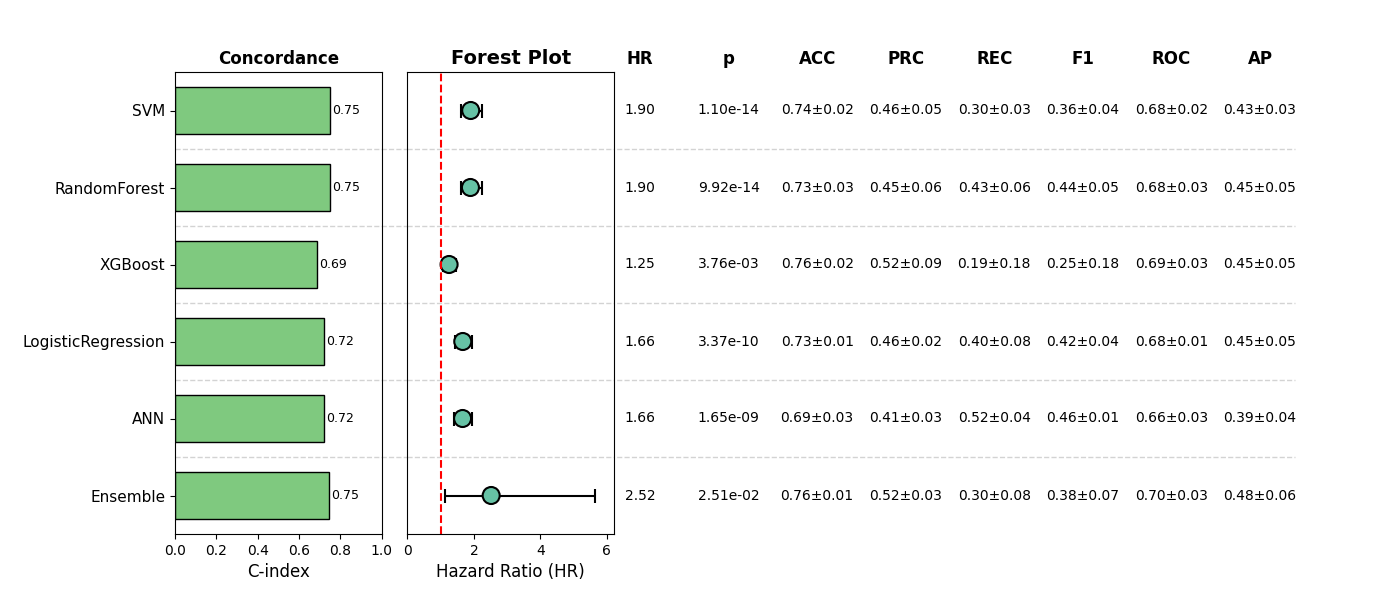 Concordance Forest Plot HR p ACC PRC REC F1 ROC AP
SVM 0.75 1.90 1.10e-14 0.74±0.02 0.46±0.05 0.30±0.03 0.36±0.04 0.68±0.02 0.43±0.03
RandomForest 0.75 1.90 9.92e-14 0.73±0.03 0.45±0.06 0.43±0.06 0.44±0.05 0.68±0.03 0.45±0.05
XGBoost 0.69 1.25 3.76e-03 0.76±0.02 0.52±0.09 0.19±0.18 0.25±0.18 0.69±0.03 0.45±0.05
LogisticRegression 0.72 1.66 3.37e-10 0.73±0.01 0.46±0.02 0.40±0.08 0.42±0.04 0.68±0.01 0.45±0.05
ANN 0.72 1.66 1.65e-09 0.69±0.03 0.41±0.03 0.52±0.04 0.46±0.01 0.66±0.03 0.39±0.04
Ensemble 0.75 2.52 2.51e-02 0.76±0.01 0.52±0.03 0.30±0.08 0.38±0.07 0.70±0.03 0.48±0.06
0.0 0.2 0.4 0.6 0.8 1.0 0 2 4 6
C-index Hazard Ratio (HR)